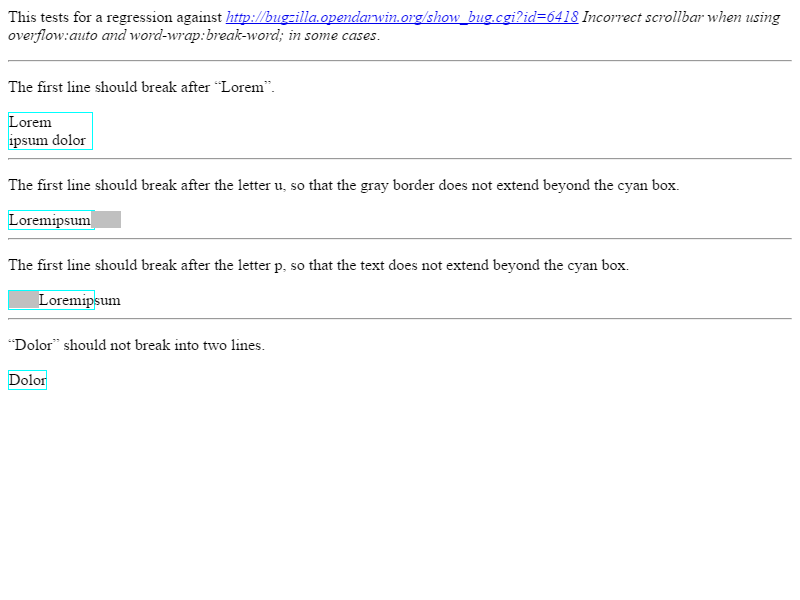 This tests for a regression against http://bugzilla.opendarwin.org/show_bug.cgi?id=6418 Incorrect scrollbar when using
overflow:auto and word-wrap:break-word; in some cases.
The first line should break after “Lorem”.
Lorem
ipsum dolor
The first line should break after the letter u, so that the gray border does not extend beyond the cyan box.
Loremipsum
The first line should break after the letter p, so that the text does not extend beyond the cyan box.
Loremipsum
“Dolor” should not break into two lines.
Dolor